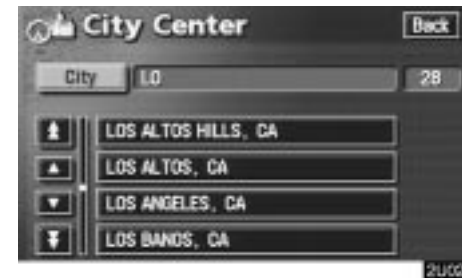 City Center
Back
City
LO
28
LOS ALTOS HILLS, CA
LOS ALTOS, CA
LOS ANGELES, CA
LOS BANOS, CA
2U02